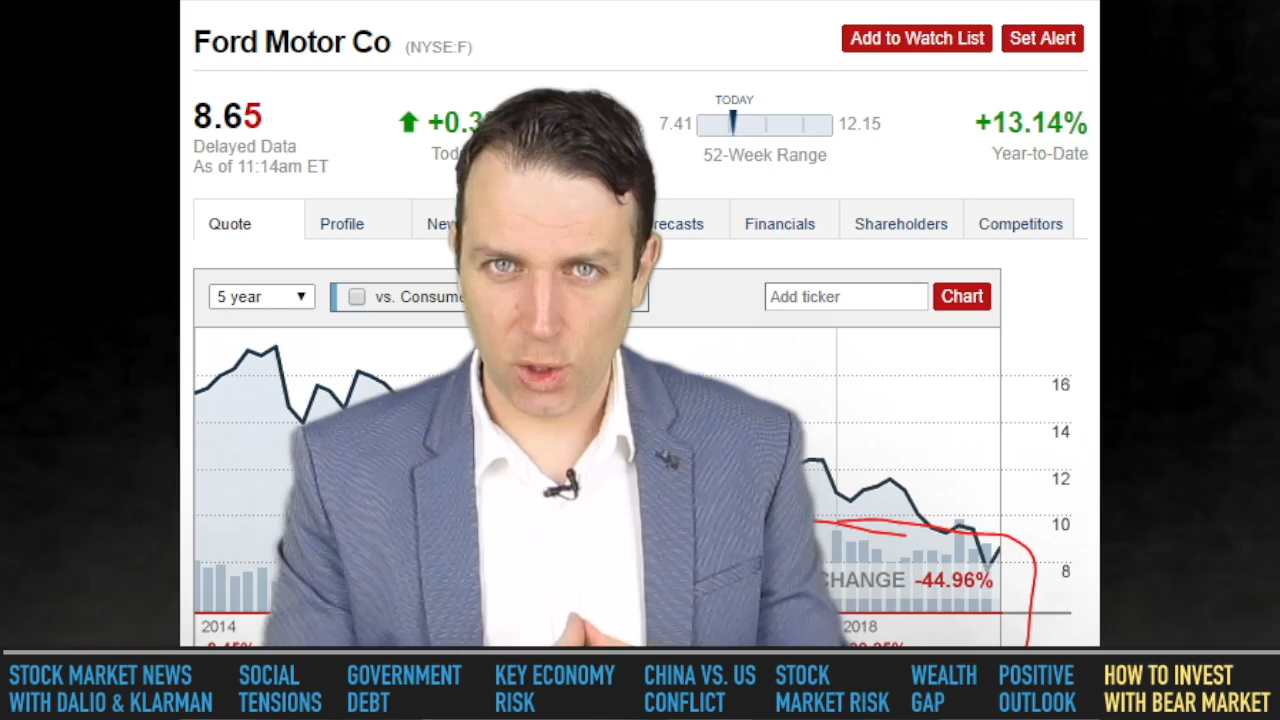 Ford Motor Co (NYSE:F)
Add to Watch List
Set Alert
8.65
Delayed Data
As of 11:14am ET
TODAY
7.41
12.15
52-Week Range
+13.14%
Year-to-Date
Quote
Profile
Financials
Shareholders
Competitors
5 year
vs.
Add ticker
Chart
16
14
12
10
8
CHANGE -44.96%
2014
2018
STOCK MARKET NEWS
WITH DALIO & KLARMAN
SOCIAL
TENSIONS
GOVERNMENT
DEBT
KEY ECONOMY
RISK
CHINA VS. US
CONFLICT
STOCK
MARKET RISK
WEALTH
GAP
POSITIVE
OUTLOOK
HOW TO INVEST
WITH BEAR MARKET